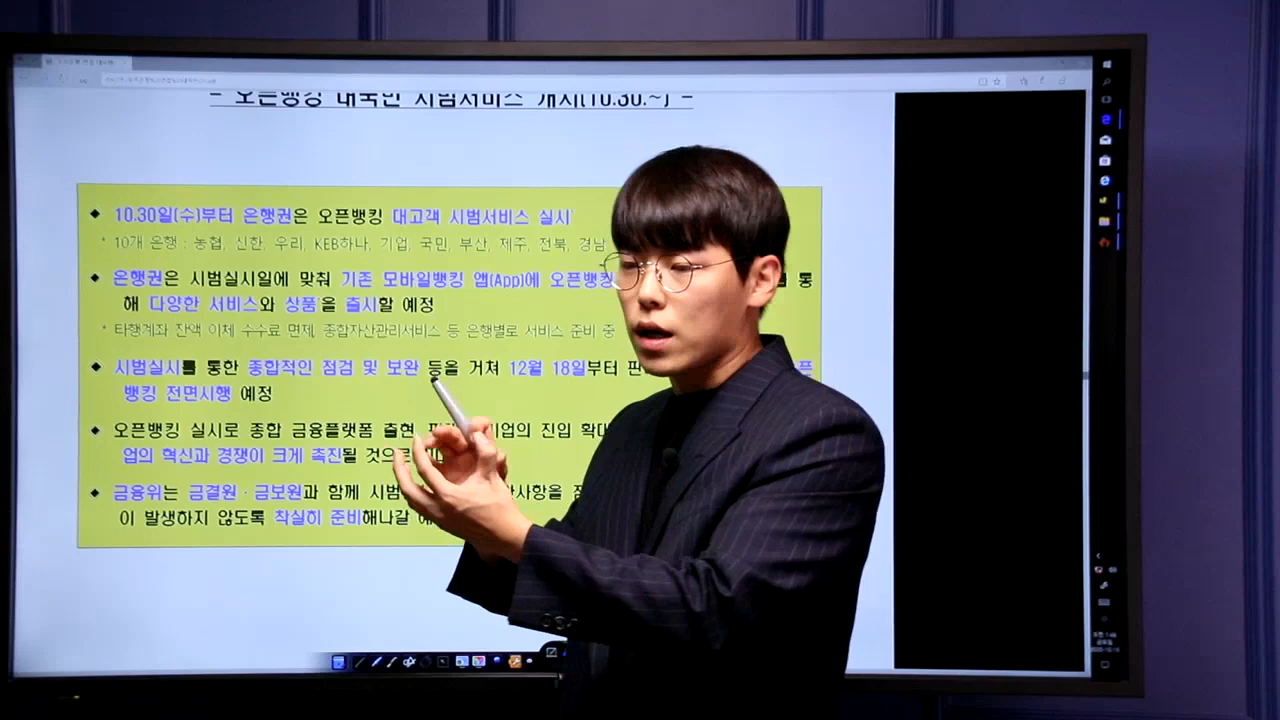 - 오픈뱅킹 대국민 시범서비스 개시(10.30.~) -
◆ 10.30일(수)부터 은행권은 오픈뱅킹 대고객 시범서비스 실시
* 10개 은행 : 농협, 신한, 우리, KEB하나, 기업, 국민, 부산, 제주, 전북, 경남
◆ 은행권은 시범실시일에 맞춰 기존 모바일뱅킹 앱(App)에 오픈뱅킹 통
해 다양한 서비스와 상품*을 출시할 예정
* 타행계좌 잔액 이체 수수료 면제, 종합자산관리서비스 등 은행별로 서비스 준비 중
◆ 시범실시를 통한 종합적인 점검 및 보완 등을 거쳐 12월 18일부터
뱅킹 전면시행 예정
◆ 오픈뱅킹 실시로 종합 금융플랫폼 출현, 기업의 진입 확대
업의 혁신과 경쟁이 크게 촉진될 것으로
◆ 금융위는 금결원·금보원과 함께 시범
이 발생하지 않도록 착실히 준비해나갈